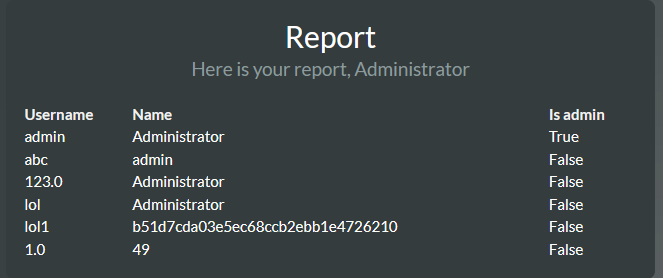 Report
Here is your report, Administrator
Username Name Is admin
admin Administrator True
abc admin False
123.0 Administrator False
lol Administrator False
lol1 b51d7cda03e5ec68ccb2ebb1e4726210 False
1.0 49 False